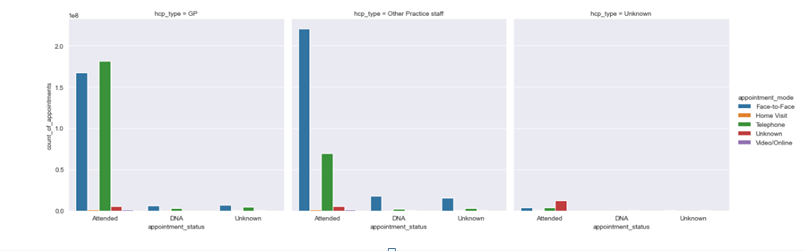 hcp_type = GP
hcp_type = Other Practice staff
hcp_type = Unknown
1e8
2.0
1.5
1.0
0.5
0.0
count_of_appointments
Attended DNA Unknown
appointment_status
Attended DNA Unknown
appointment_status
Attended DNA Unknown
appointment_status
appointment_mode
Face-to-Face
Home Visit
Telephone
Unknown
Video/Online